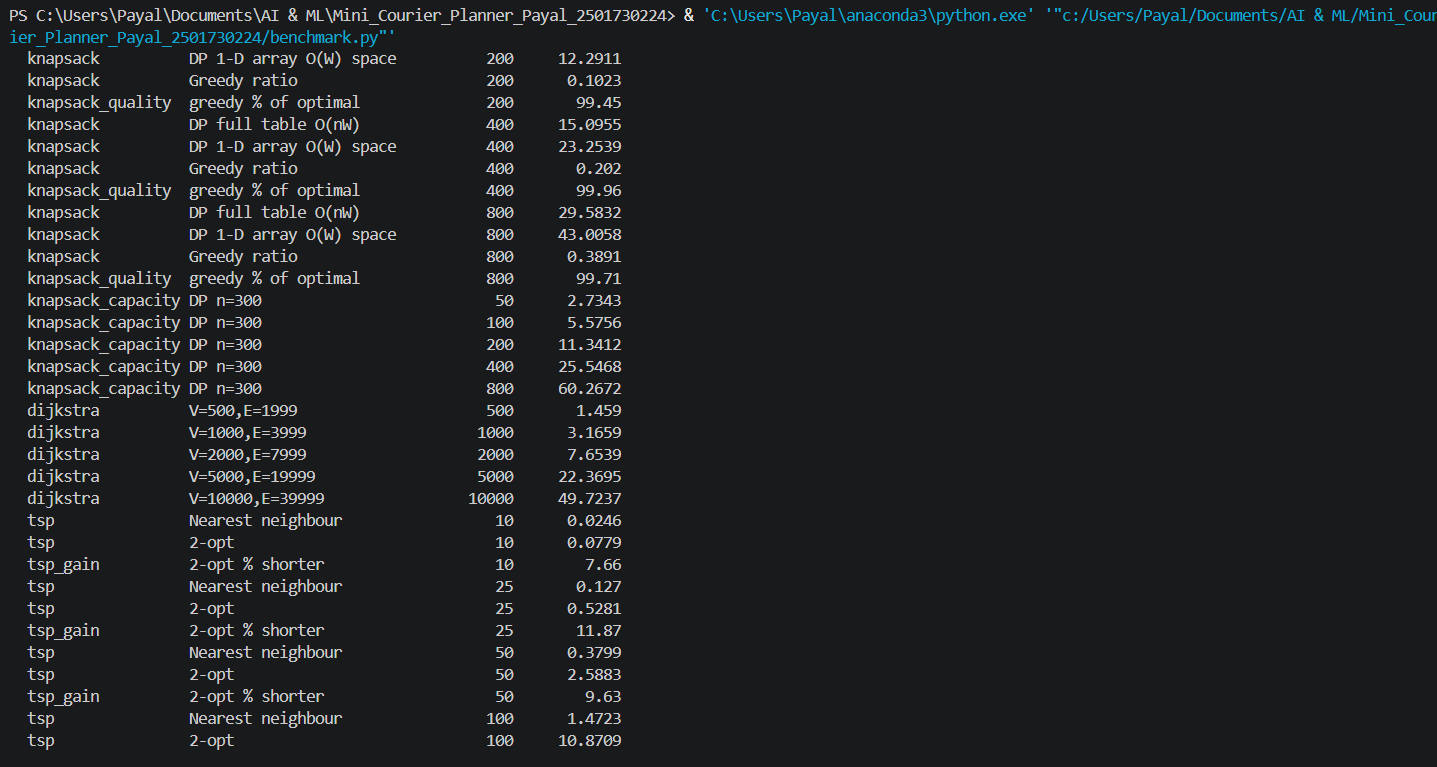 PS C:\Users\Payal\Documents\AI & ML\Mini_Courier_Planner_Payal_2501730224> & 'C:\Users\Payal\anaconda3\python.exe' '"c:/Users/Payal/Documents/AI & ML/Mini_Cour
ier_Planner_Payal_2501730224/benchmark.py"'
knapsack DP 1-D array O(W) space 200 12.2911
knapsack Greedy ratio 200 0.1023
knapsack_quality greedy % of optimal 200 99.45
knapsack DP full table O(nW) 400 15.0955
knapsack DP 1-D array O(W) space 400 23.2539
knapsack Greedy ratio 400 0.202
knapsack_quality greedy % of optimal 400 99.96
knapsack DP full table O(nW) 800 29.5832
knapsack DP 1-D array O(W) space 800 43.0058
knapsack Greedy ratio 800 0.3891
knapsack_quality greedy % of optimal 800 99.71
knapsack_capacity DP n=300 50 2.7343
knapsack_capacity DP n=300 100 5.5756
knapsack_capacity DP n=300 200 11.3412
knapsack_capacity DP n=300 400 25.5468
knapsack_capacity DP n=300 800 60.2672
dijkstra V=500,E=1999 500 1.459
dijkstra V=1000,E=3999 1000 3.1659
dijkstra V=2000,E=7999 2000 7.6539
dijkstra V=5000,E=19999 5000 22.3695
dijkstra V=10000,E=39999 10000 49.7237
tsp Nearest neighbour 10 0.0246
tsp 2-opt 10 0.0779
tsp_gain 2-opt % shorter 10 7.66
tsp Nearest neighbour 25 0.127
tsp 2-opt 25 0.5281
tsp_gain 2-opt % shorter 25 11.87
tsp Nearest neighbour 50 0.3799
tsp 2-opt 50 2.5883
tsp_gain 2-opt % shorter 50 9.63
tsp Nearest neighbour 100 1.4723
tsp 2-opt 100 10.8709